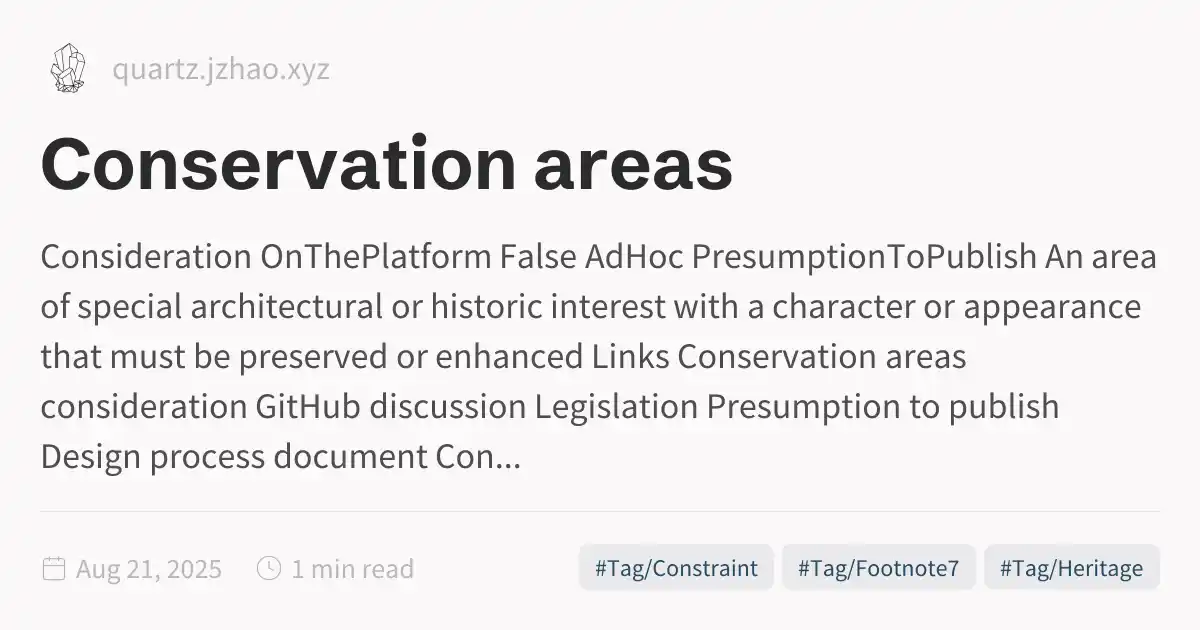 quartz.jzhao.xyz
Conservation areas
Consideration OnThePlatform False AdHoc PresumptionToPublish An area
of special architectural or historic interest with a character or appearance
that must be preserved or enhanced Links Conservation areas
consideration GitHub discussion Legislation Presumption to publish
Design process document Con...
Aug 21, 2025 1 min read #Tag/Constraint #Tag/Footnote7 #Tag/Heritage